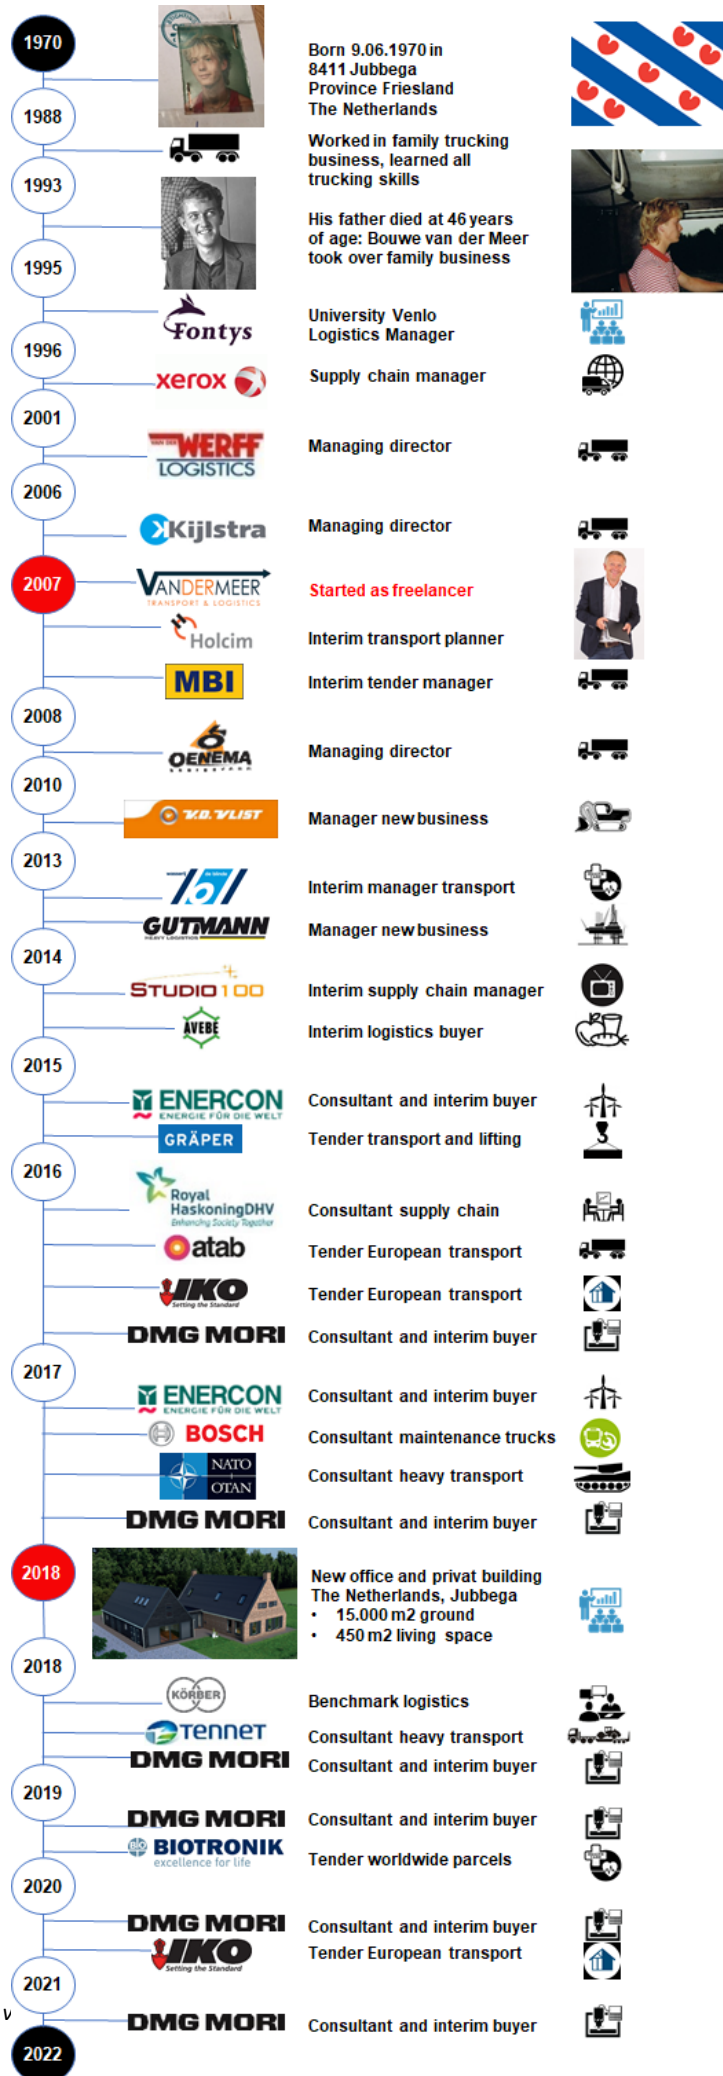 1970
Born 9.06.1970 in
8411 Jubbega
Province Friesland
The Netherlands
1988
Worked in family trucking
business, learned all
trucking skills
1993
His father died at 46 years
of age: Bouwe van der Meer
took over family business
1995
Fontys
University Venlo
Logistics Manager
1996
xerox
Supply chain manager
2001
VAN DER
WERFF
LOGISTICS
Managing director
2006
Kijlstra
Managing director
2007
VANDERMEER
TRANSPORT & LOGISTICS
Started as freelancer
Holcim
Interim transport planner
MBI
Interim tender manager
2008
OENEMA
Managing director
2010
V.D. VLIST
Manager new business
2013
Interim manager transport
GUTMANN
HEAVY LOGISTICS
Manager new business
2014
STUDIO 100
Interim supply chain manager
AVEBE
Interim logistics buyer
2015
ENERCON
ENERGIE FÜR DIE WELT
Consultant and interim buyer
GRÄPER
Tender transport and lifting
2016
Royal
HaskoningDHV
Enhancing Society Together
Consultant supply chain
atab
Tender European transport
IKO
Setting the Standard
Tender European transport
DMG MORI
Consultant and interim buyer
2017
ENERCON
ENERGIE FÜR DIE WELT
Consultant and interim buyer
BOSCH
Consultant maintenance trucks
NATO
OTAN
Consultant heavy transport
DMG MORI
Consultant and interim buyer
2018
New office and privat building
The Netherlands, Jubbega
• 15.000 m2 ground
• 450 m2 living space
2018
KÖRBER
Benchmark logistics
TENNET
Consultant heavy transport
DMG MORI
Consultant and interim buyer
2019
DMG MORI
Consultant and interim buyer
BIO
BIOTRONIK
excellence for life
Tender worldwide parcels
2020
DMG MORI
Consultant and interim buyer
IKO
Setting the Standard
Tender European transport
2021
V
DMG MORI
Consultant and interim buyer
2022